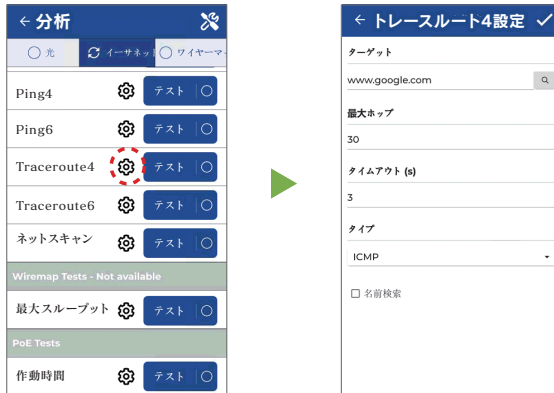 分析
光
イーサネッ
ワイヤーマ
Ping4
テスト
Ping6
テスト
Traceroute4
テスト
Traceroute6
テスト
ネットスキャン
テスト
Wiremap Tests - Not available
最大スループット
テスト
PoE Tests
作動時間
テスト
トレースルート4設定
ターゲット
www.google.com
最大ホップ
30
タイムアウト (s)
3
タイプ
ICMP
名前検索